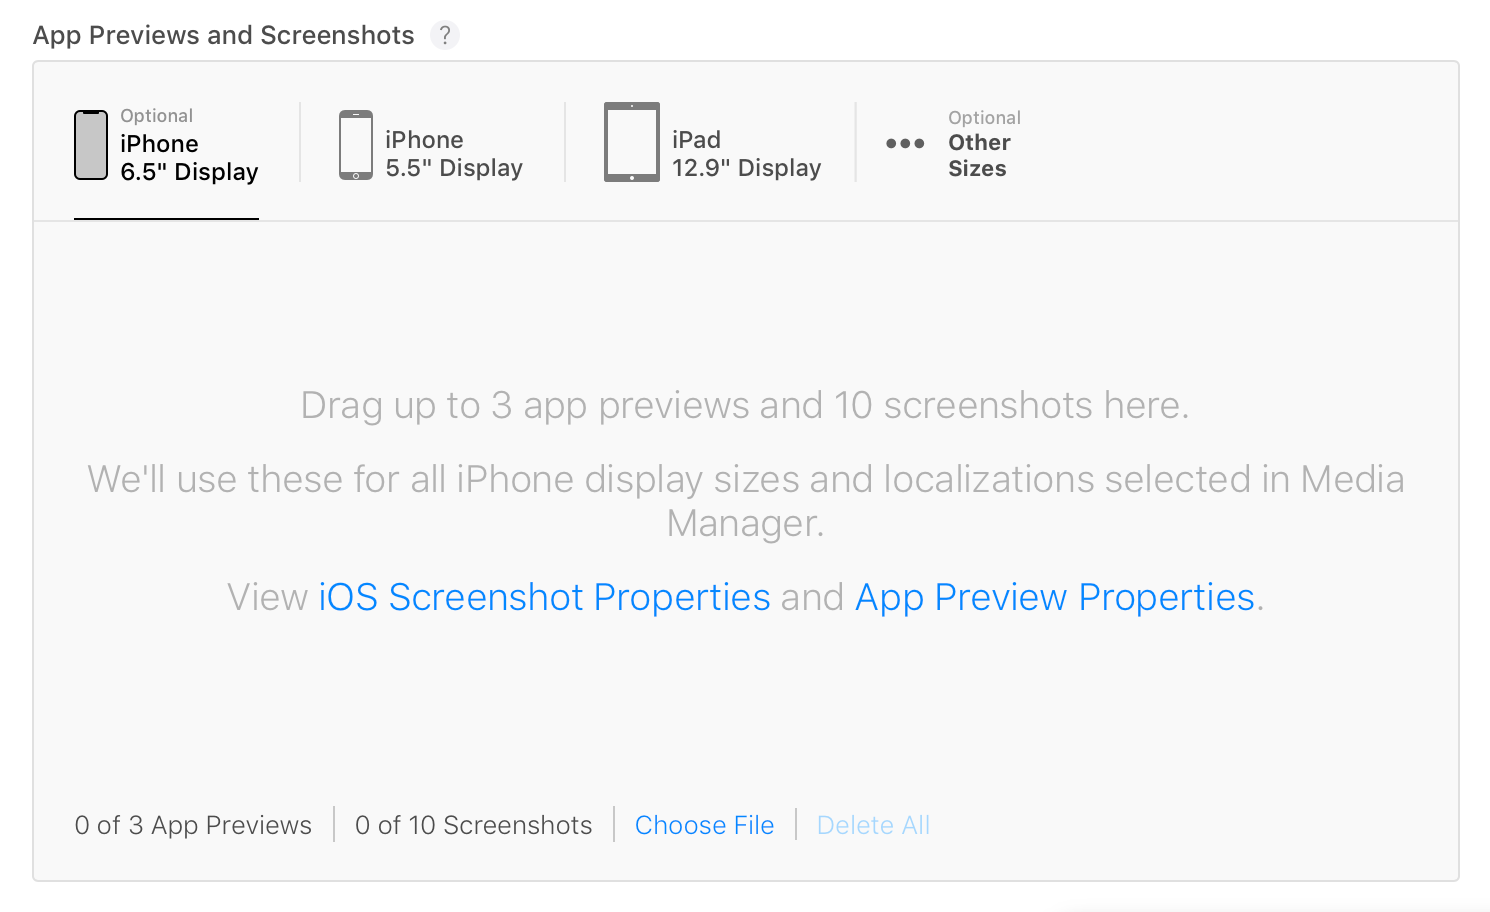 App Previews and Screenshots ?
Optional
iPhone
6.5" Display
iPhone
5.5" Display
iPad
12.9" Display
Optional
Other
Sizes
Drag up to 3 app previews and 10 screenshots here.
We'll use these for all iPhone display sizes and localizations selected in Media
Manager.
View iOS Screenshot Properties and App Preview Properties.
0 of 3 App Previews
0 of 10 Screenshots
Choose File
Delete All